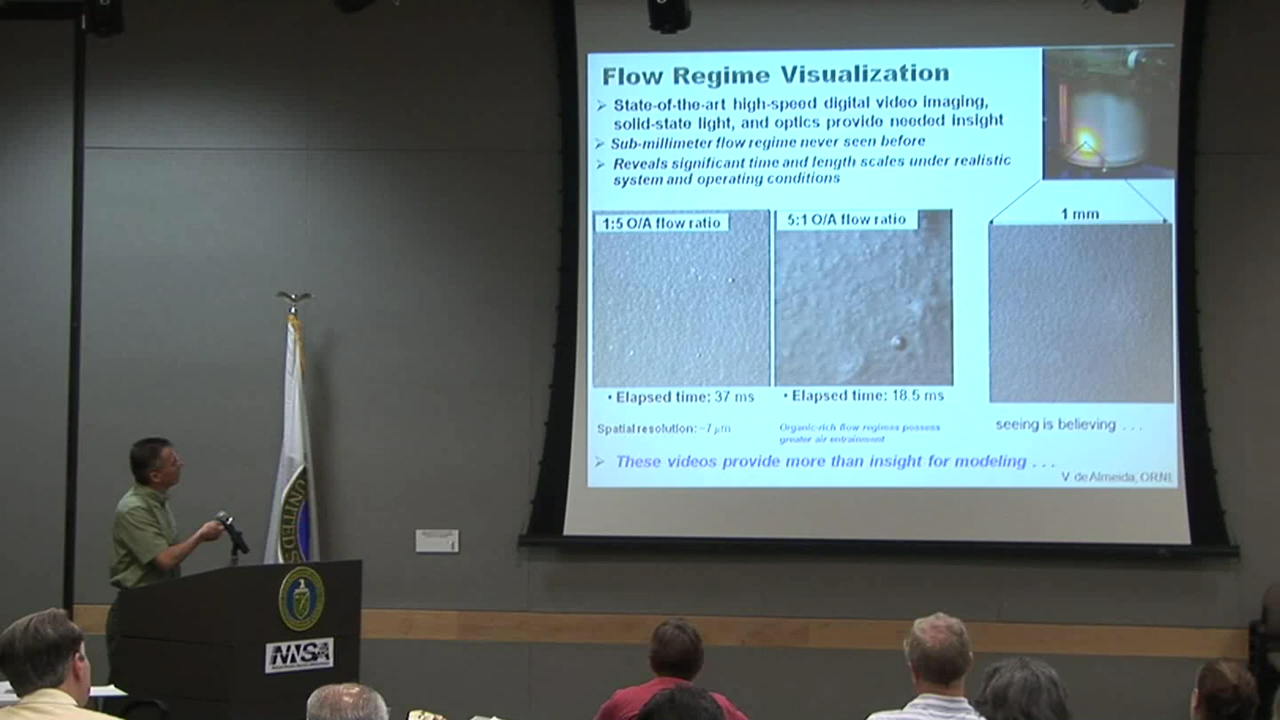 Flow Regime Visualization
➢ State-of-the-art high-speed digital video imaging,
solid-state light, and optics provide needed insight
➢ Sub-millimeter flow regime never seen before
➢ Reveals significant time and length scales under realistic
system and operating conditions
1:5 O/A flow ratio
5:1 O/A flow ratio
1 mm
• Elapsed time: 37 ms
• Elapsed time: 18.5 ms
Spatial resolution: ~7 μm
Organic-rich flow regimes possess
greater air entrainment
seeing is believing . . .
➢ These videos provide more than insight for modeling . . .
V. de Almeida, ORNL
UNITED S
NNSA